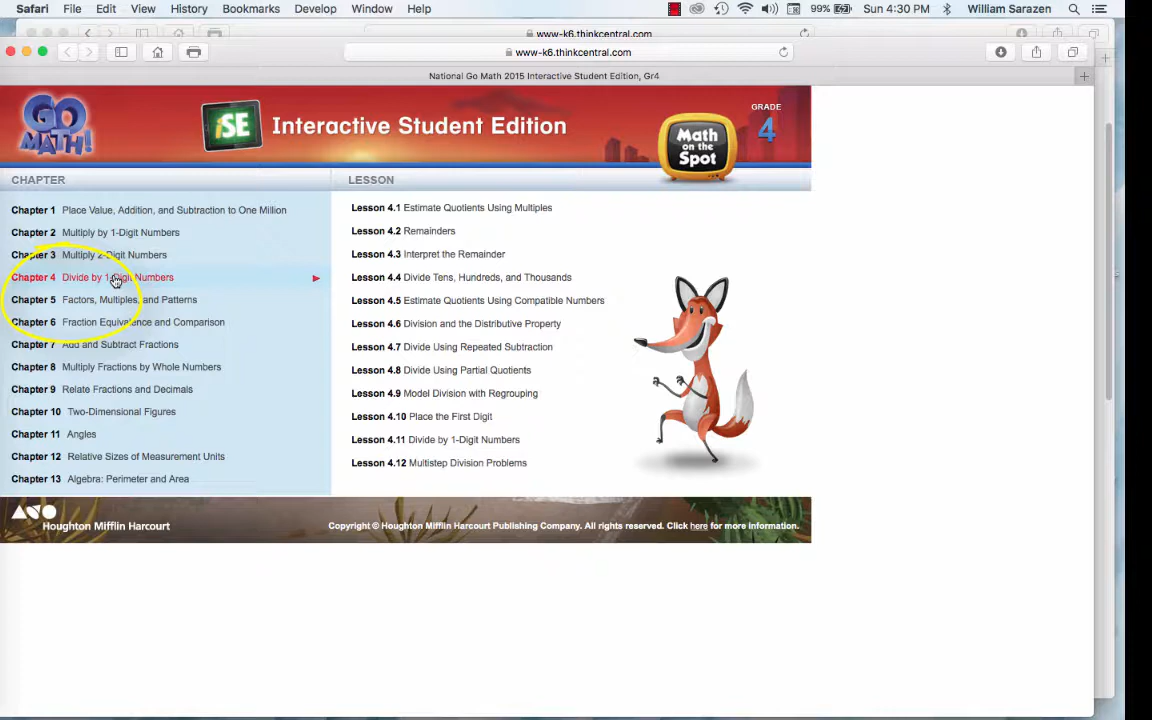 Safari File Edit View History Bookmarks Develop Window Help 99% Sun 4:30 PM William Sarazen
www-k6.thinkcentral.com
www-k6.thinkcentral.com
National Go Math 2015 Interactive Student Edition, Gr4
GO MATH!
iSE
Interactive Student Edition
Math on the Spot
GRADE 4
CHAPTER
LESSON
Chapter 1 Place Value, Addition, and Subtraction to One Million
Chapter 2 Multiply by 1-Digit Numbers
Chapter 3 Multiply 2-Digit Numbers
Chapter 4 Divide by 1-Digit Numbers
Chapter 5 Factors, Multiples, and Patterns
Chapter 6 Fraction Equivalence and Comparison
Chapter 7 Add and Subtract Fractions
Chapter 8 Multiply Fractions by Whole Numbers
Chapter 9 Relate Fractions and Decimals
Chapter 10 Two-Dimensional Figures
Chapter 11 Angles
Chapter 12 Relative Sizes of Measurement Units
Chapter 13 Algebra: Perimeter and Area
Lesson 4.1 Estimate Quotients Using Multiples
Lesson 4.2 Remainders
Lesson 4.3 Interpret the Remainder
Lesson 4.4 Divide Tens, Hundreds, and Thousands
Lesson 4.5 Estimate Quotients Using Compatible Numbers
Lesson 4.6 Division and the Distributive Property
Lesson 4.7 Divide Using Repeated Subtraction
Lesson 4.8 Divide Using Partial Quotients
Lesson 4.9 Model Division with Regrouping
Lesson 4.10 Place the First Digit
Lesson 4.11 Divide by 1-Digit Numbers
Lesson 4.12 Multistep Division Problems
Houghton Mifflin Harcourt
Copyright © Houghton Mifflin Harcourt Publishing Company. All rights reserved. Click here for more information.